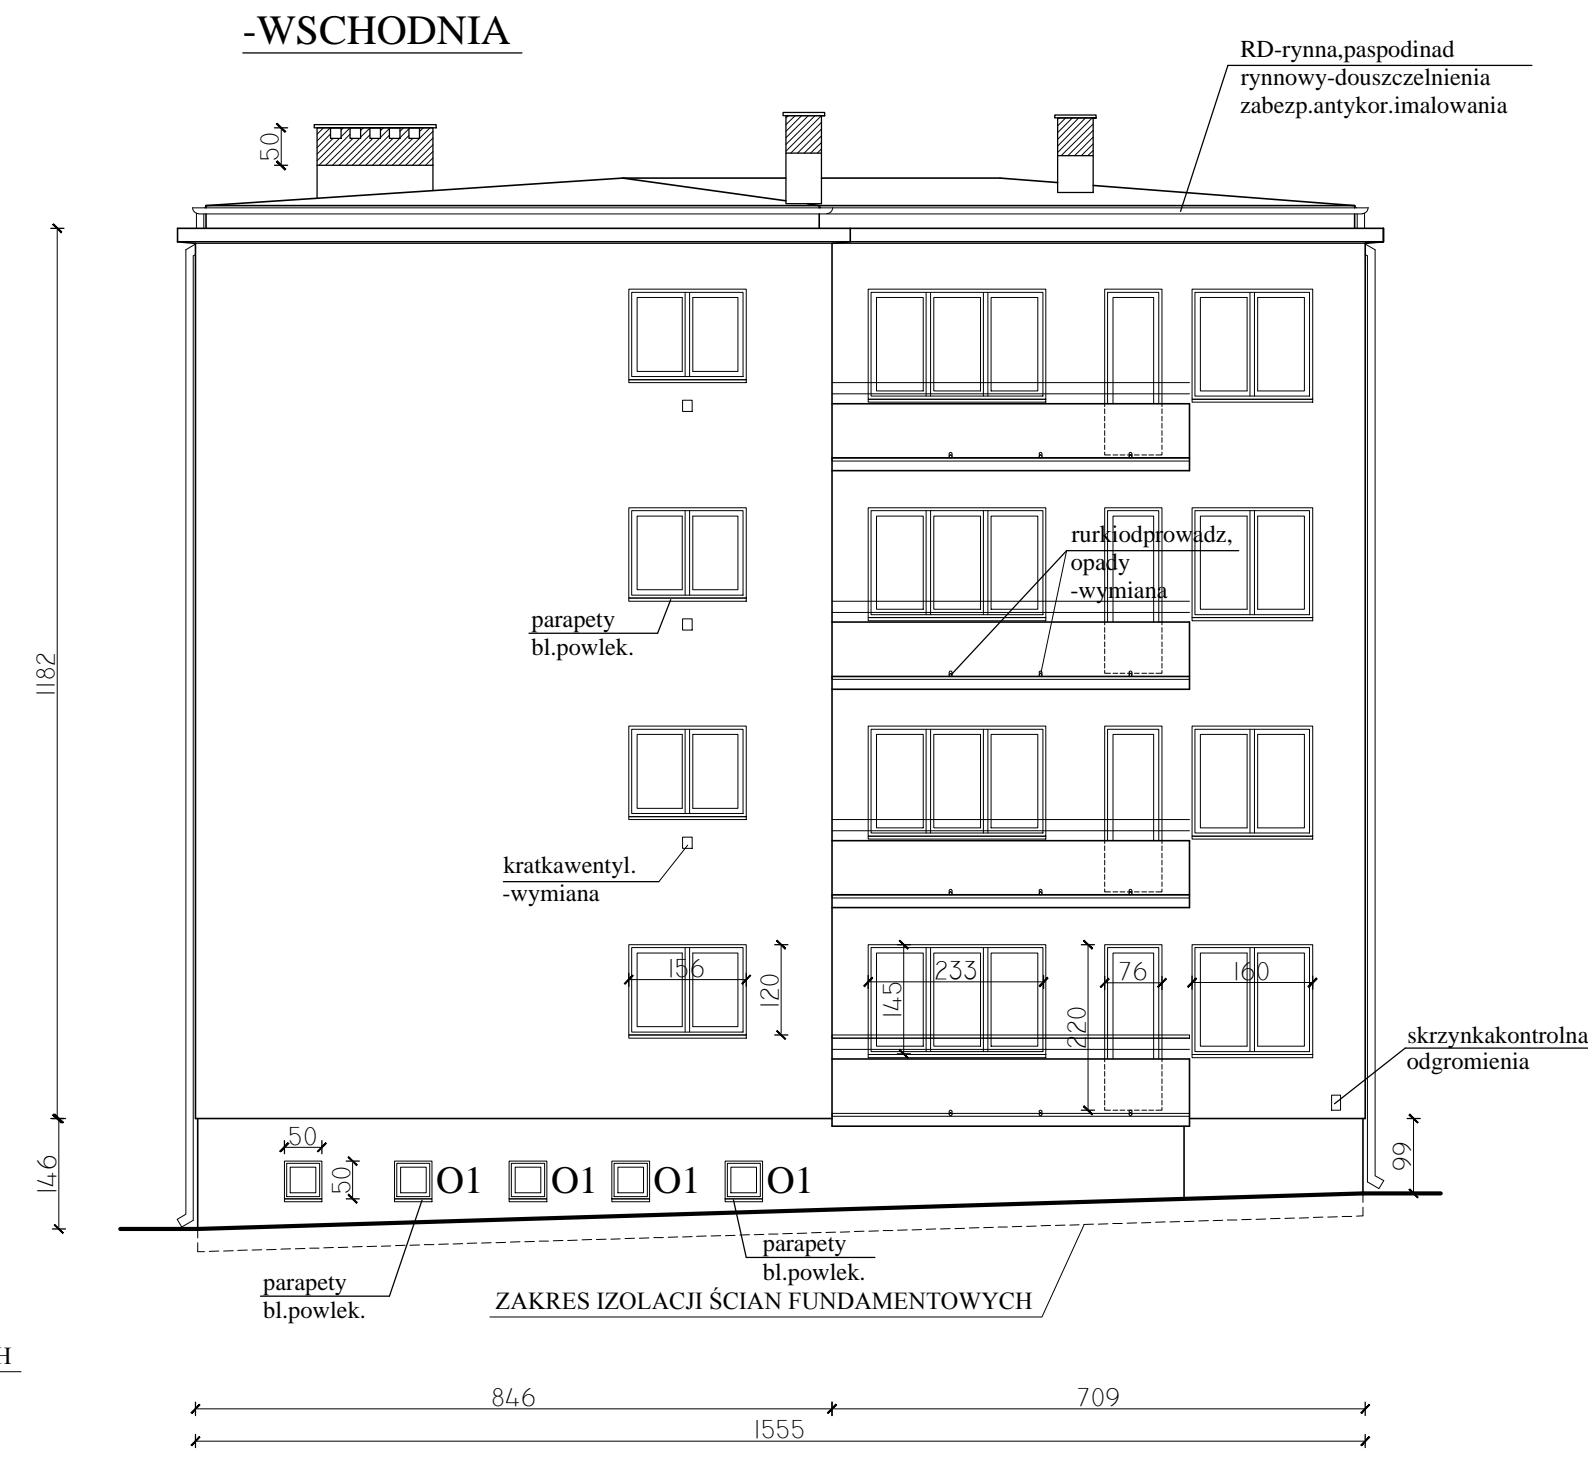 -WSCHODNIA
RD-rynna,paspodinad
rynnowy-douszczelnienia
zabezp.antykor.imalowania
50
1182
rurkiodprowadz,
opady
-wymiana
parapety
bl.powlek.
kratkawentyl.
-wymiana
156
120
145
233
220
76
160
skrzynkakontrolna
odgromienia
146
50
50
O1
O1
O1
O1
99
parapety
bl.powlek.
parapety
bl.powlek.
ZAKRES IZOLACJI ŚCIAN FUNDAMENTOWYCH
H
846
709
1555